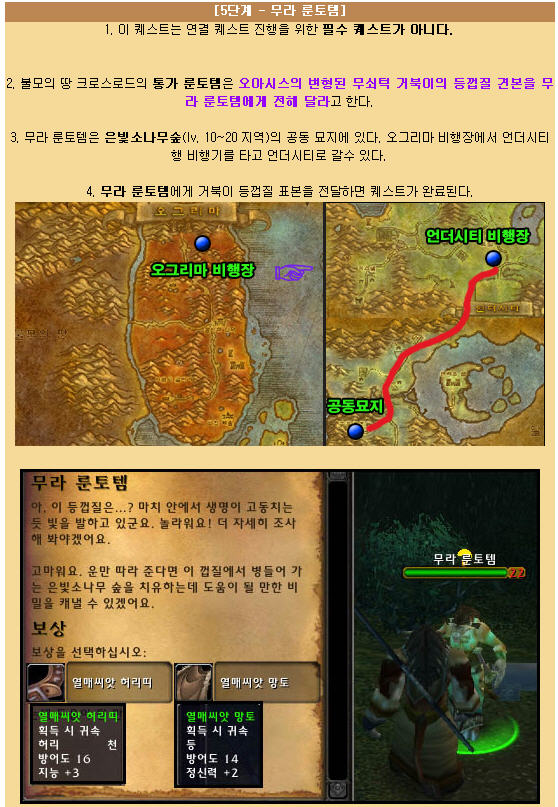 [5단계 - 무라 룬토템]
1. 이 퀘스트는 연결 퀘스트 진행을 위한 필수 퀘스트가 아니다.
2. 불모의 땅 크로스로드의 통가 룬토템은 오아시스의 변형된 무쇠턱 거북이의 등껍질 견본을 무
라 룬토템에게 전해 달라고 한다.
3. 무라 룬토템은 은빛소나무숲(lv. 10~20 지역)의 공동 묘지에 있다. 오그리마 비행장에서 언더시티
행 비행기를 타고 언더시티로 갈수 있다.
4. 무라 룬토템에게 거북이 등껍질 표본을 전달하면 퀘스트가 완료된다.
오그리마
오그리마 비행장
언더시티 비행장
언더시티
공동묘지
무라 룬토템
아, 이 등껍질은...? 마치 안에서 생명이 고동치는
듯 빛을 발하고 있군요. 놀라워요! 더 자세히 조사
해 봐야겠어요.
고마워요. 운만 따라 준다면 이 껍질에서 병들어 가
는 은빛소나무 숲을 치유하는데 도움이 될 만한 비
밀을 캐낼 수 있겠어요.
보상
보상을 선택하십시오:
열매씨앗 허리띠
열매씨앗 망토
열매씨앗 허리띠
획득 시 귀속
허리 천
방어도 16
지능 +3
열매씨앗 망토
획득 시 귀속
등
방어도 14
정신력 +2
무라 룬토템